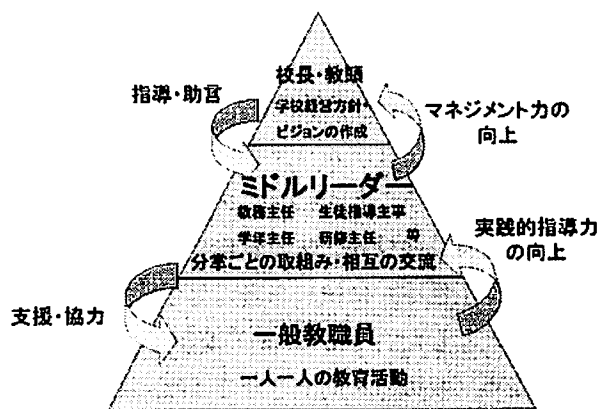 校長・教頭
学校経営方針・
ビジョンの作成
指導・助言
マネジメント力の
向上
ミドルリーダー
教務主任 生徒指導主事
学年主任 研修主任 等
分掌ごとの取組み・相互の交流
実践的指導力
の向上
支援・協力
一般教職員
一人一人の教育活動